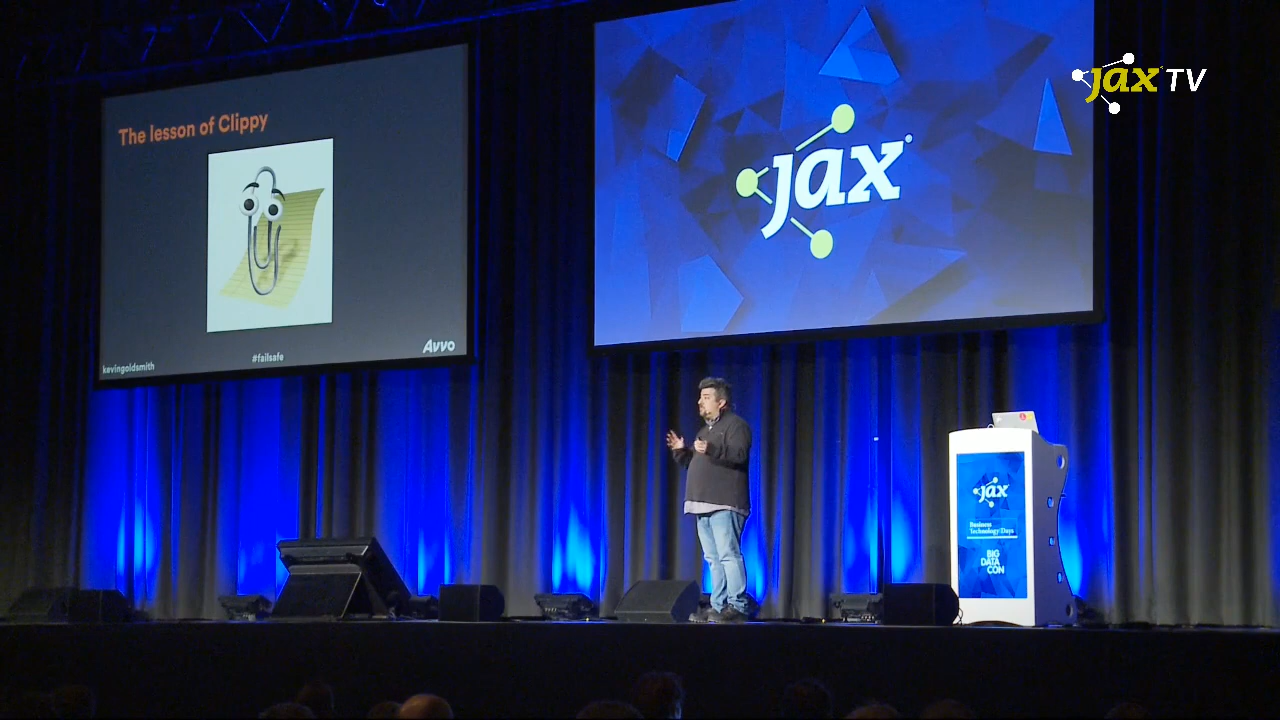 The lesson of Clippy
kevingoldsmith
#failsafe
Avvo
jax
jax TV
jax
Business
Technology Days
BIG
DATA
CON